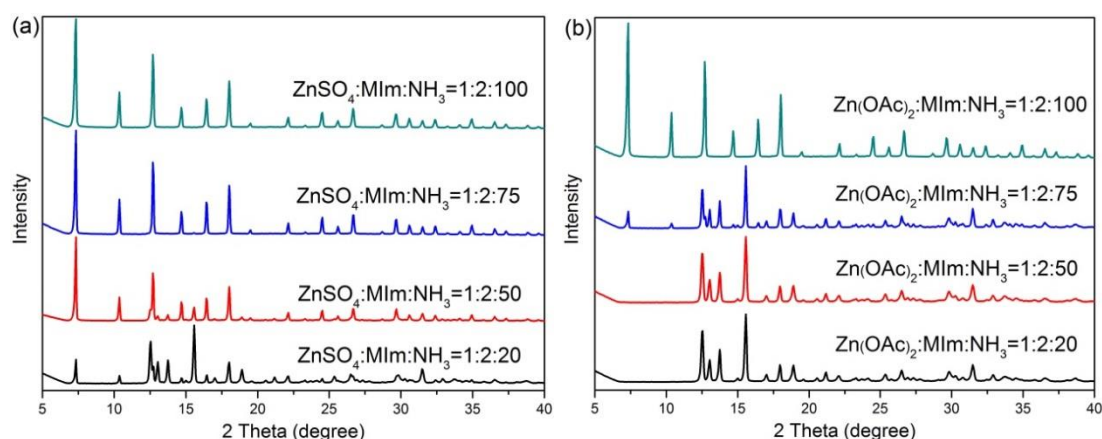 (a)
ZnSO₄:MIm:NH₃=1:2:100
ZnSO₄:MIm:NH₃=1:2:75
ZnSO₄:MIm:NH₃=1:2:50
ZnSO₄:MIm:NH₃=1:2:20
Intensity
5 10 15 20 25 30 35 40
2 Theta (degree)
(b)
Zn(OAc)₂:MIm:NH₃=1:2:100
Zn(OAc)₂:MIm:NH₃=1:2:75
Zn(OAc)₂:MIm:NH₃=1:2:50
Zn(OAc)₂:MIm:NH₃=1:2:20
Intensity
5 10 15 20 25 30 35 40
2 Theta (degree)